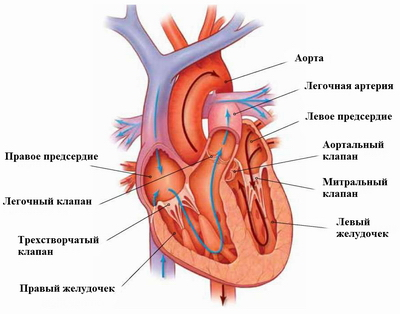 Аорта
Легочная артерия
Левое предсердие
Аортальный
клапан
Митральный
клапан
Левый
желудочек
Правое предсердие
Легочный клапан
Трехстворчатый
клапан
Правый желудочек